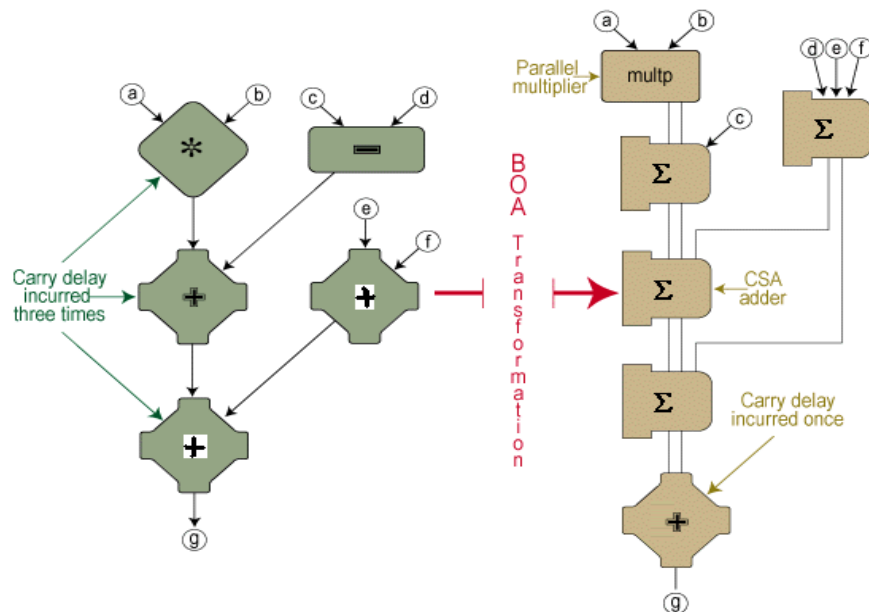 a
b
c
d
*
−
e
f
Carry delay
incurred
three times
+
+
+
g
BOA Transformation
a
b
Parallel
multiplier
multp
c
d
e
f
Σ
Σ
Σ
CSA
adder
Σ
Carry delay
incurred once
+
g